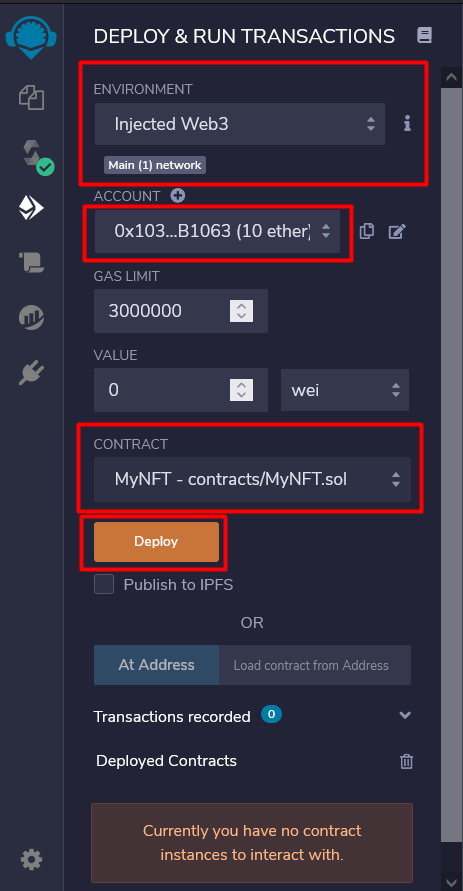 DEPLOY & RUN TRANSACTIONS
ENVIRONMENT
Injected Web3
Main (1) network
ACCOUNT
0x103...B1063 (10 ether)
GAS LIMIT
3000000
VALUE
0
wei
CONTRACT
MyNFT - contracts/MyNFT.sol
Deploy
Publish to IPFS
OR
At Address
Load contract from Address
Transactions recorded 0
Deployed Contracts
Currently you have no contract
instances to interact with.